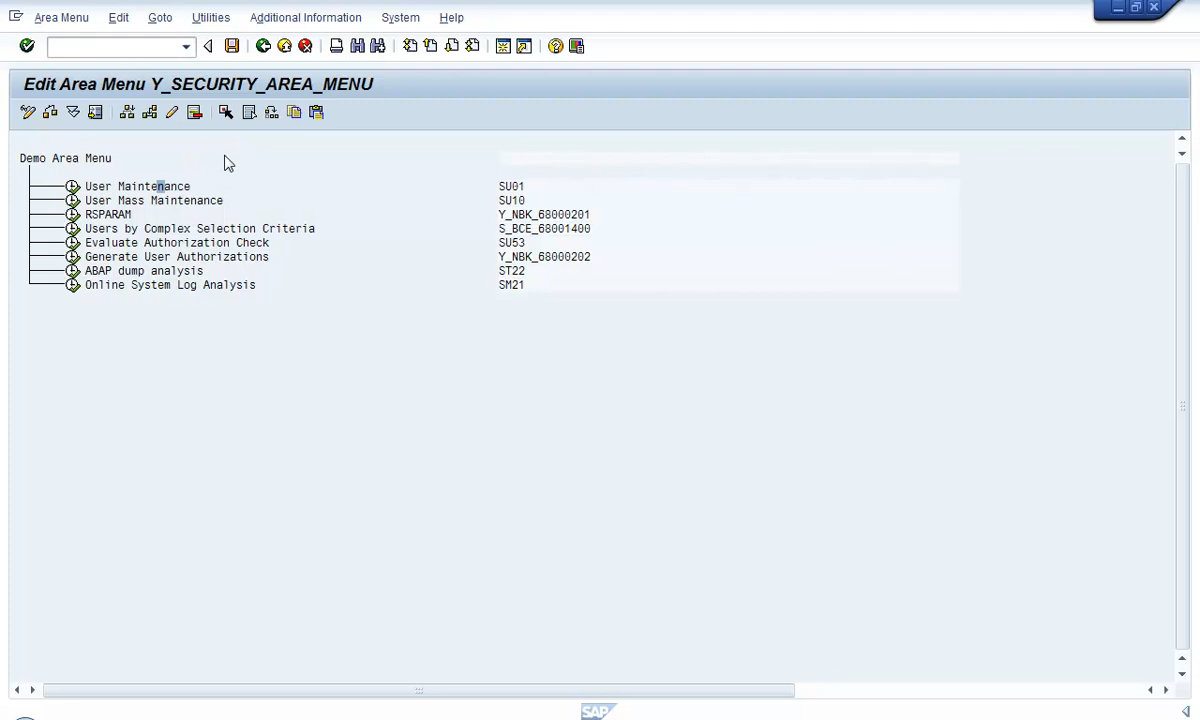 Area Menu Edit Goto Utilities Additional Information System Help
Edit Area Menu Y_SECURITY_AREA_MENU
Demo Area Menu
User Maintenance SU01
User Mass Maintenance SU10
RSPARAM Y_NBK_68000201
Users by Complex Selection Criteria S_BCE_68001400
Evaluate Authorization Check SU53
Generate User Authorizations Y_NBK_68000202
ABAP dump analysis ST22
Online System Log Analysis SM21
SAP